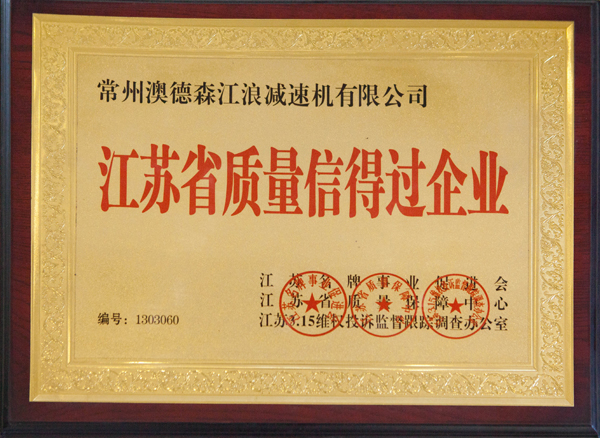 常州澳德森江浪减速机有限公司
江苏省质量信得过企业
江苏名牌事业促进会
江苏省质量保障中心
编号：1303060
江苏3.15维权投诉监督跟踪调查办公室